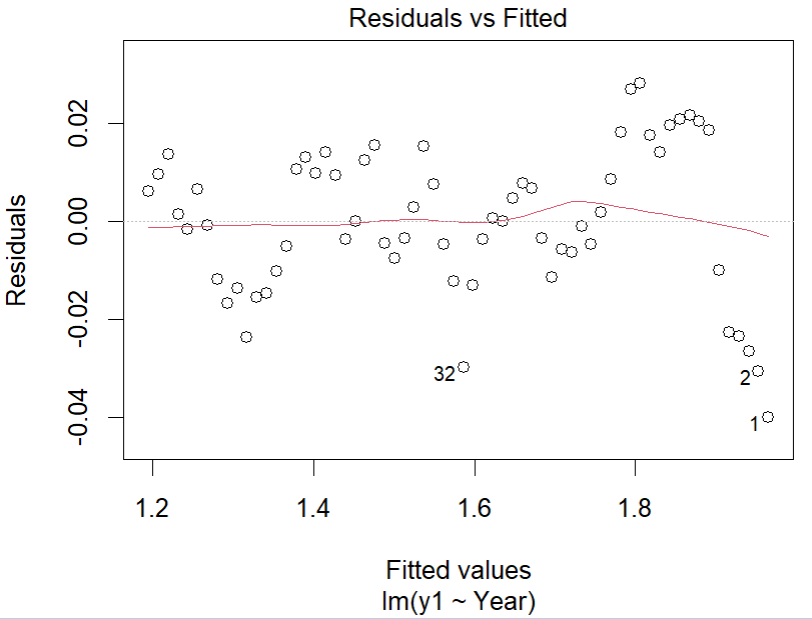 Residuals vs Fitted
Residuals
0.02
0.00
-0.02
-0.04
32
2
1
1.2 1.4 1.6 1.8
Fitted values
lm(y1 ~ Year)